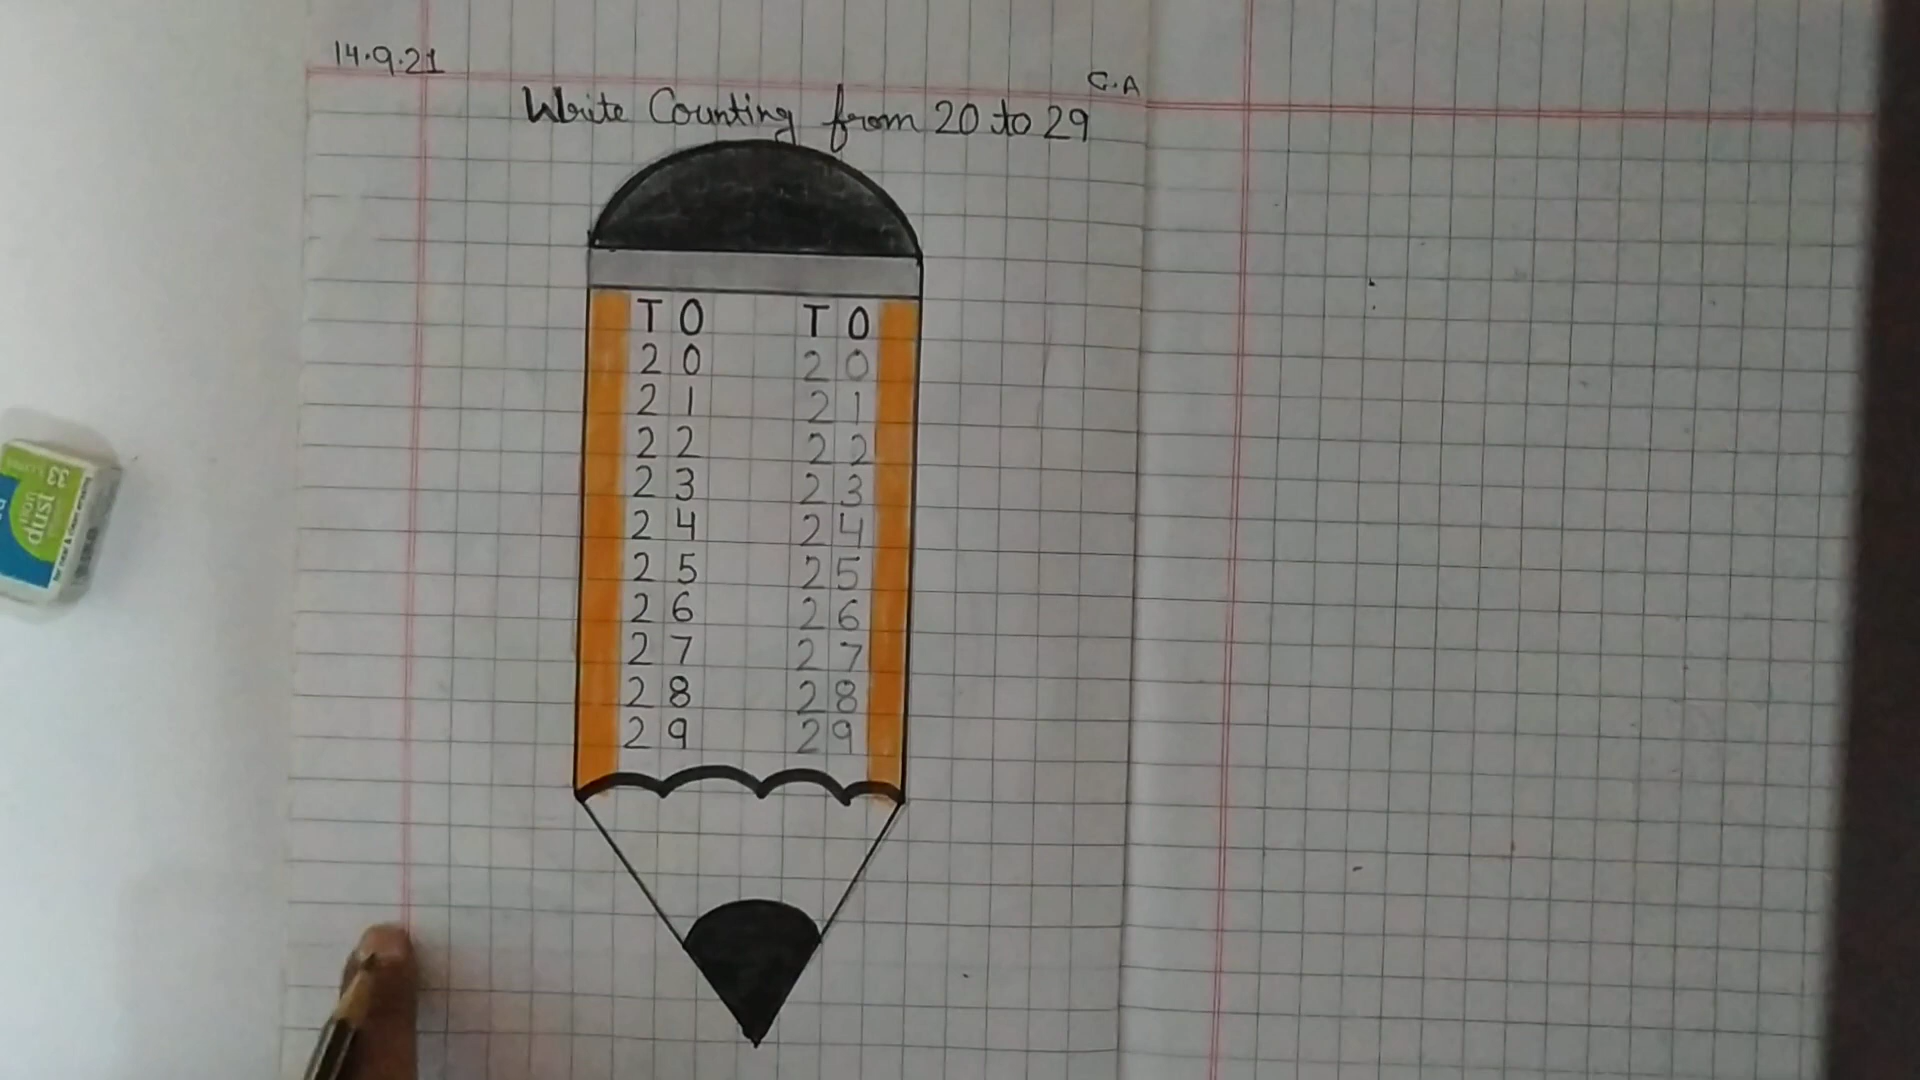 14.9.21
C.A
Write Counting from 20 to 29
T O T O
2 0 2 0
2 1 2 1
2 2 2 2
2 3 2 3
2 4 2 4
2 5 2 5
2 6 2 6
2 7 2 7
2 8 2 8
2 9 2 9
33
dust